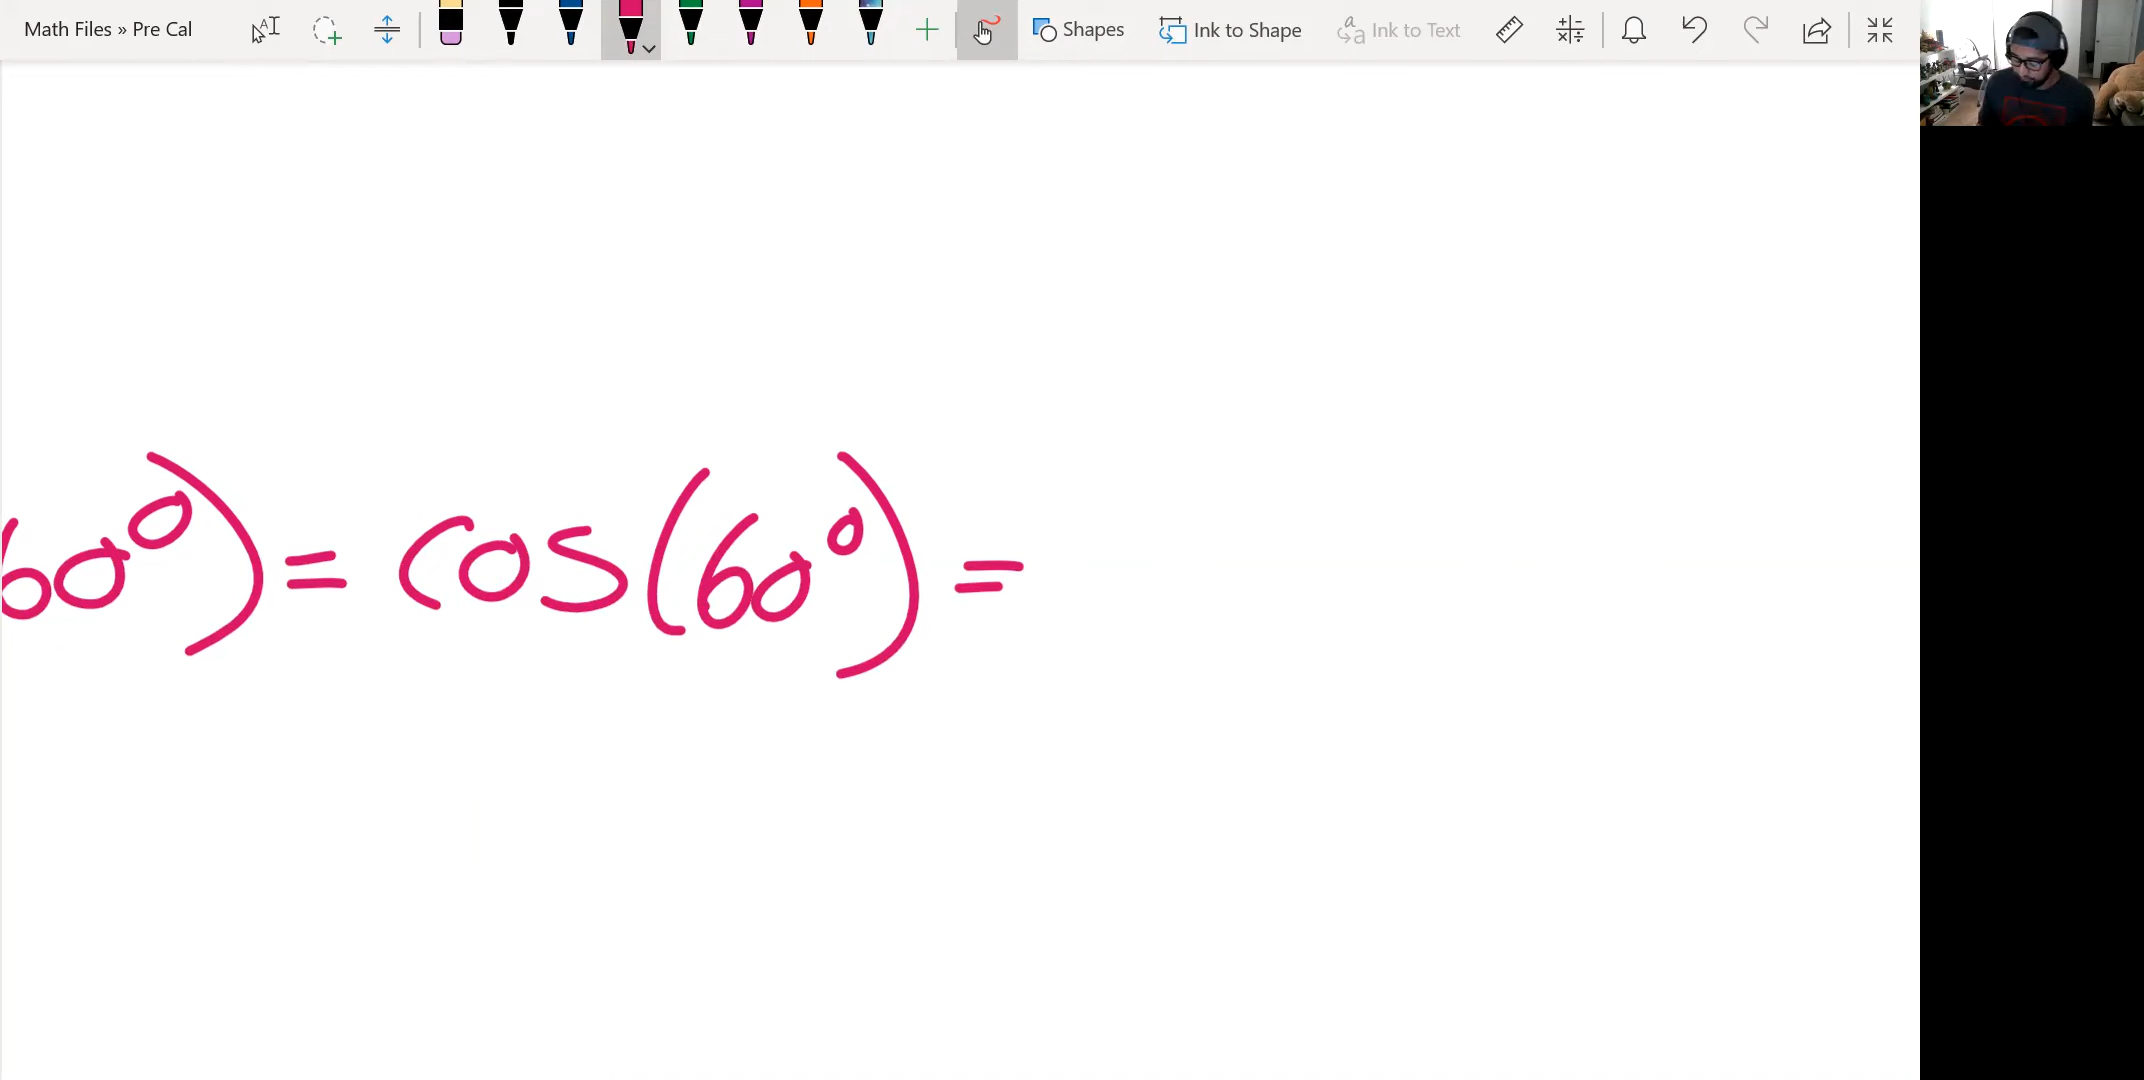 Math Files » Pre Cal Shapes Ink to Shape Ink to Text
60°) = cos(60°) =